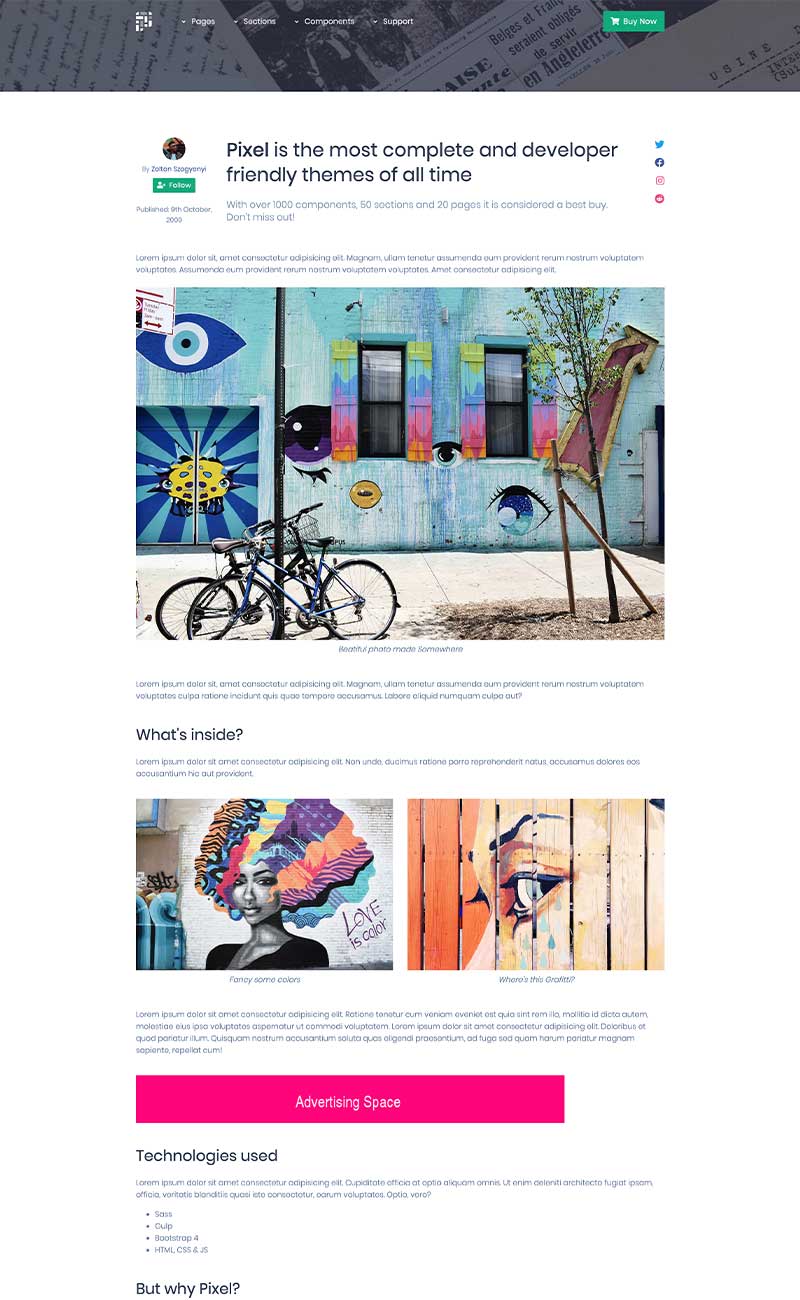 Pages
Sections
Components
Support
Buy Now
Belges et Franç
seraient obligés
de servir
en Angleterre
USINE D
By Zoltan Szogyenyi
Follow
Published: 9th October,
2009
Pixel is the most complete and developer
friendly themes of all time
With over 1000 components, 50 sections and 20 pages it is considered a best buy.
Don't miss out!
Lorem ipsum dolor sit, amet consectetur adipisicing elit. Magnam, ullam tenetur assumenda eum provident rerum nostrum voluptatem
voluptates. Assumenda eum provident rerum nostrum voluptatem voluptates. Amet consectetur adipisicing elit.
Beatiful photo made Somewhere
Lorem ipsum dolor sit, amet consectetur adipisicing elit. Magnam, ullam tenetur assumenda eum provident rerum nostrum voluptatem
voluptates culpa ratione incidunt quis quae tempore accusamus. Labore aliquid numquam culpa aut?
What's inside?
Lorem ipsum dolor sit amet consectetur adipisicing elit. Non unde, ducimus ratione porro reprehenderit natus, accusamus dolores eos
accusantium hic aut provident.
LOVE
is color
Fancy some colors
Where's this Grafitti?
Lorem ipsum dolor sit amet consectetur adipisicing elit. Ratione tenetur cum veniam eveniet est quia sint rem illo, mollitia id dicta autem,
molestiae eius ipsa voluptates aspernatur ut commodi voluptatem. Lorem ipsum dolor sit amet consectetur adipisicing elit. Doloribus et
quod pariatur illum. Quisquam nostrum accusantium soluta quas eligendi praesentium, ad fuga sed quam harum pariatur magnam
sapiente, repellat cum!
Advertising Space
Technologies used
Lorem ipsum dolor sit amet consectetur adipisicing elit. Cupiditate officia at optio aliquam omnis. Ut enim deleniti architecto fugiat ipsam,
officia, veritatis blanditiis quasi iste consectetur, earum voluptates. Optio, vero?
Sass
Gulp
Bootstrap 4
HTML, CSS & JS
But why Pixel?